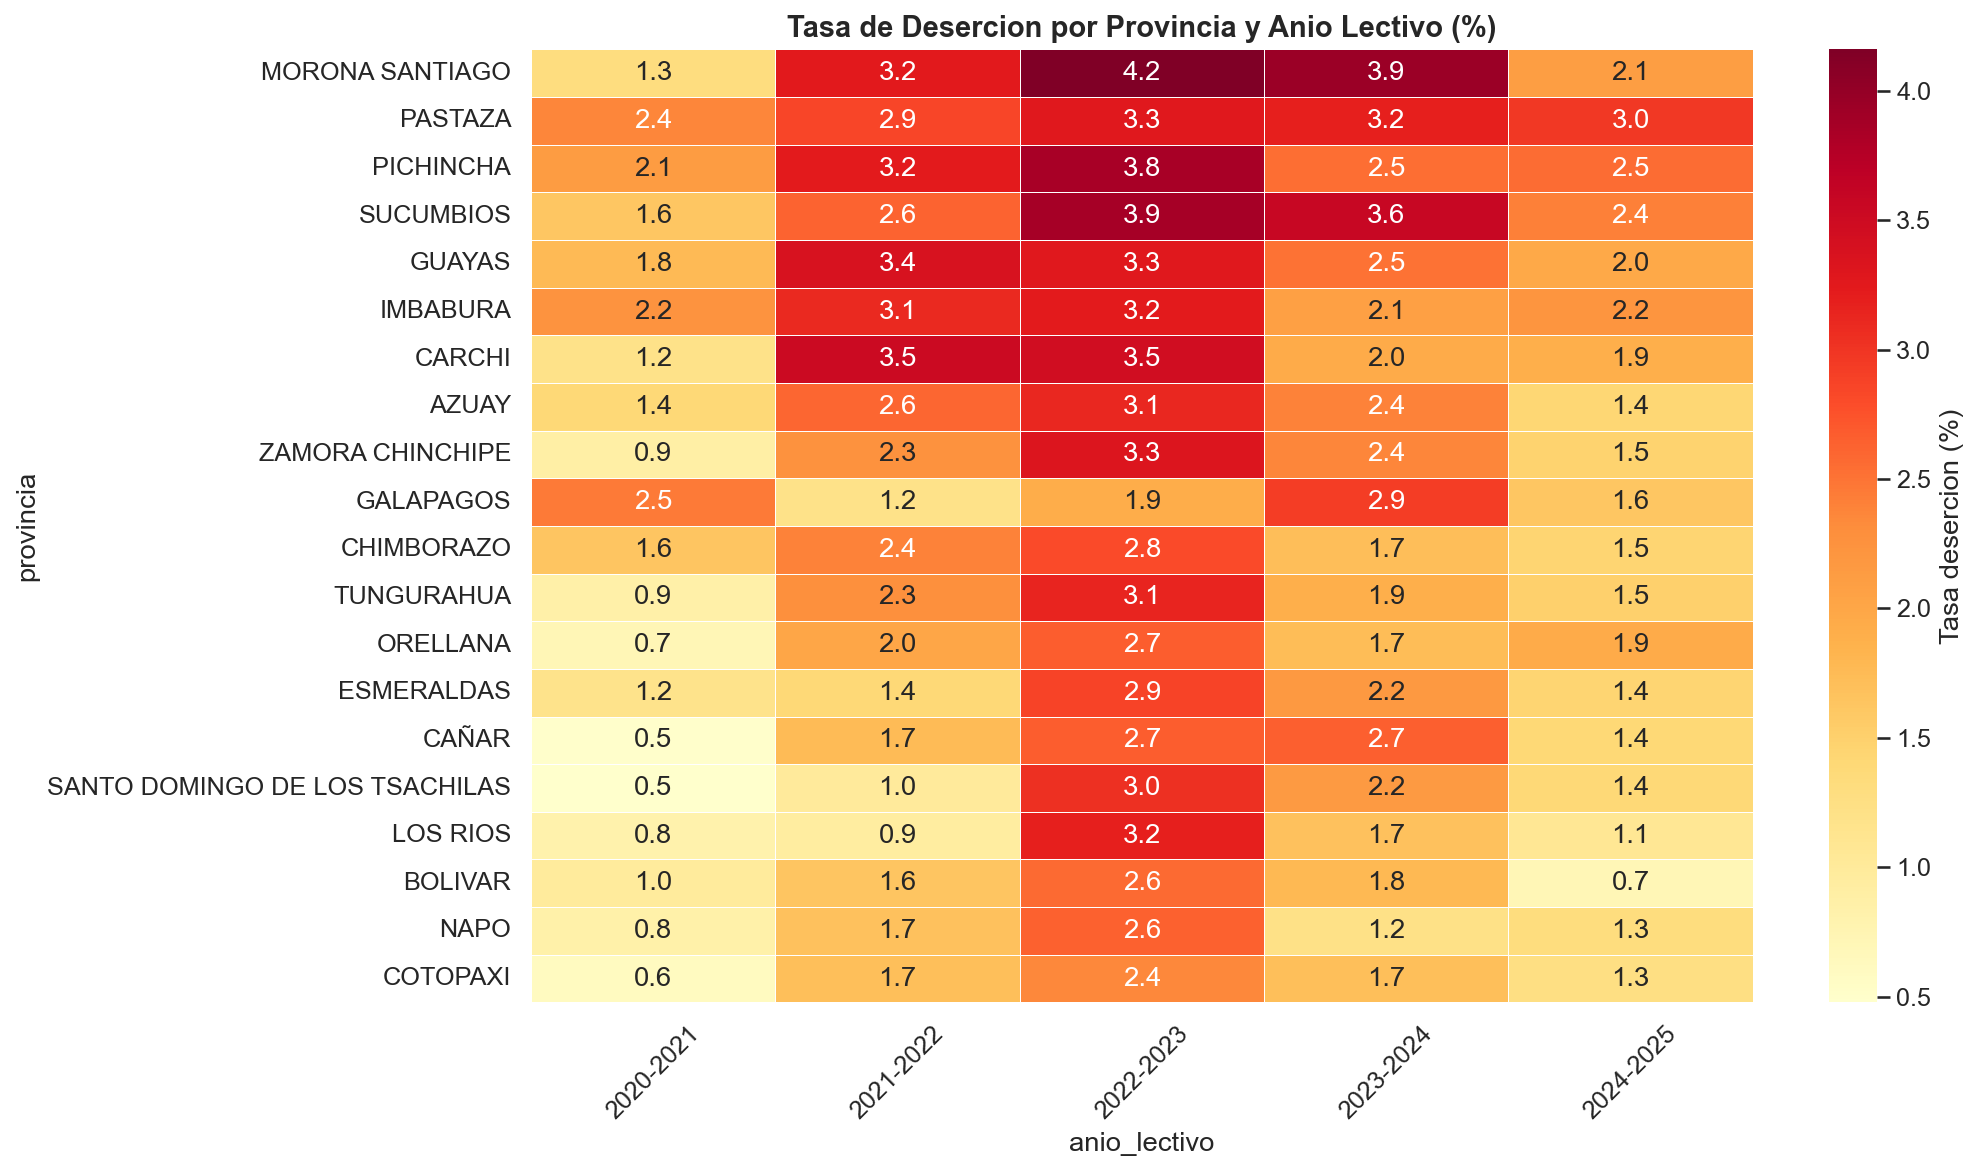 Tasa de Desercion por Provincia y Anio Lectivo (%)
MORONA SANTIAGO 1.3 3.2 4.2 3.9 2.1
PASTAZA 2.4 2.9 3.3 3.2 3.0
PICHINCHA 2.1 3.2 3.8 2.5 2.5
SUCUMBIOS 1.6 2.6 3.9 3.6 2.4
GUAYAS 1.8 3.4 3.3 2.5 2.0
IMBABURA 2.2 3.1 3.2 2.1 2.2
CARCHI 1.2 3.5 3.5 2.0 1.9
AZUAY 1.4 2.6 3.1 2.4 1.4
ZAMORA CHINCHIPE 0.9 2.3 3.3 2.4 1.5
GALAPAGOS 2.5 1.2 1.9 2.9 1.6
CHIMBORAZO 1.6 2.4 2.8 1.7 1.5
TUNGURAHUA 0.9 2.3 3.1 1.9 1.5
ORELLANA 0.7 2.0 2.7 1.7 1.9
ESMERALDAS 1.2 1.4 2.9 2.2 1.4
CAÑAR 0.5 1.7 2.7 2.7 1.4
SANTO DOMINGO DE LOS TSACHILAS 0.5 1.0 3.0 2.2 1.4
LOS RIOS 0.8 0.9 3.2 1.7 1.1
BOLIVAR 1.0 1.6 2.6 1.8 0.7
NAPO 0.8 1.7 2.6 1.2 1.3
COTOPAXI 0.6 1.7 2.4 1.7 1.3
provincia
2020-2021 2021-2022 2022-2023 2023-2024 2024-2025
anio_lectivo
4.0
3.5
3.0
2.5
2.0
1.5
1.0
0.5
Tasa desercion (%)